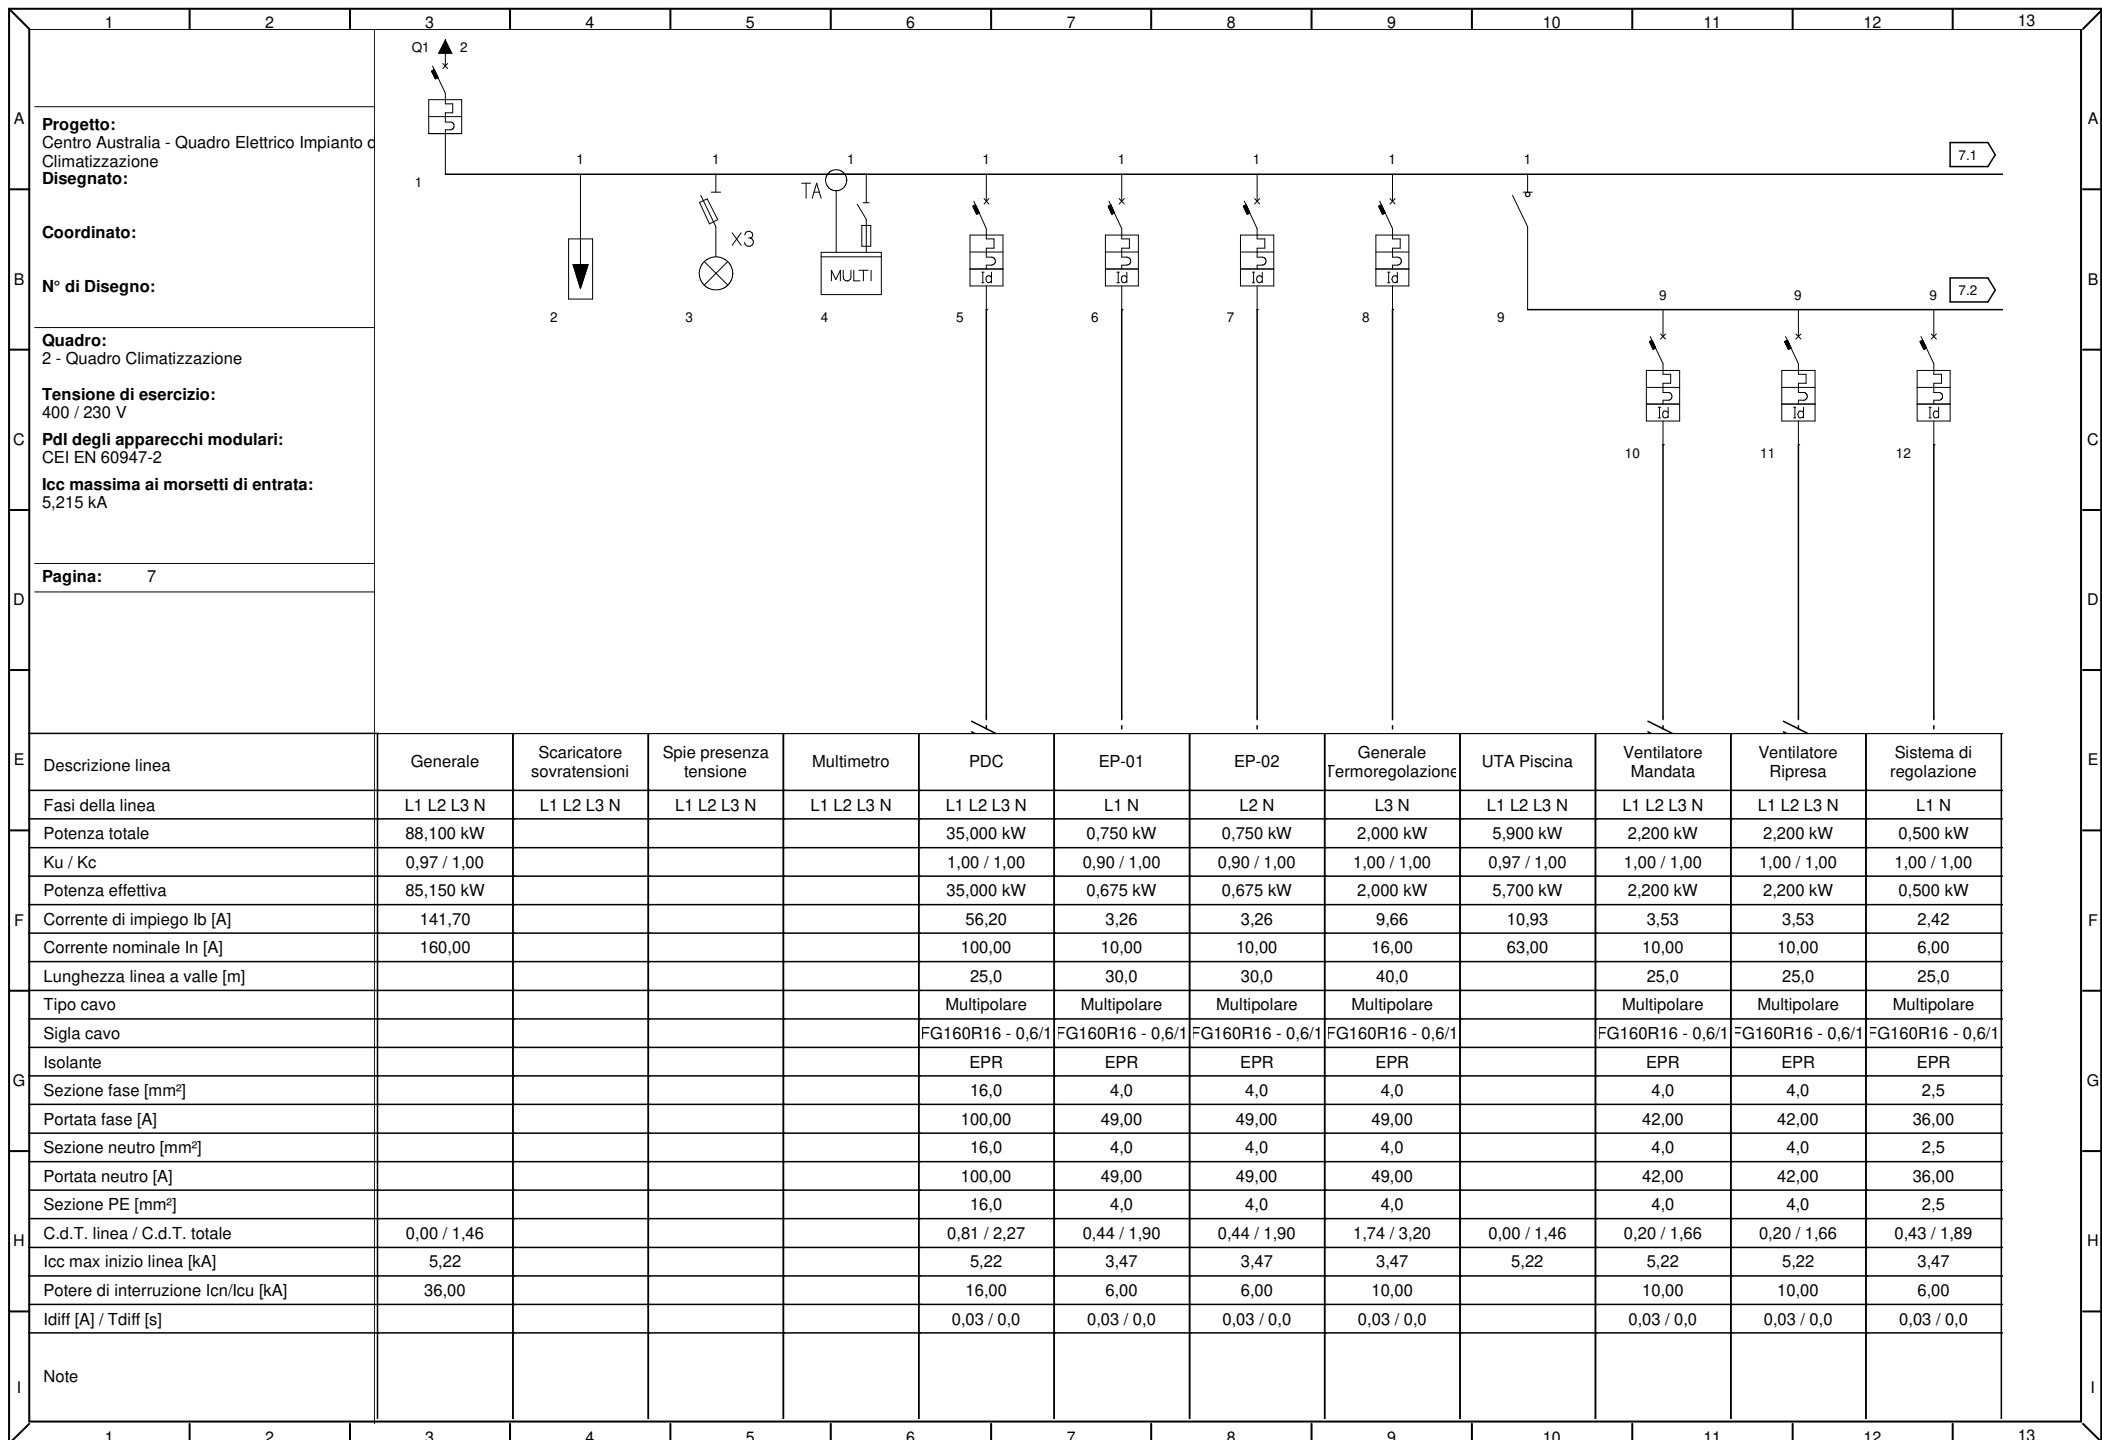 1 2 3 4 5 6 7 8 9 10 11 12 13
Q1 2
A A
Progetto:
Centro Australia - Quadro Elettrico Impianto d
Climatizzazione
Disegnato:
1 1 1 1 1 1 1 1 7.1
1
TA
Coordinato:
X3
MULTI
Id Id Id Id
B B
N° di Disegno:
9 9 9 7.2
2 3 4 5 6 7 8 9
Quadro:
2 - Quadro Climatizzazione
Tensione di esercizio:
400 / 230 V
Id Id Id
C C
PdI degli apparecchi modulari:
CEI EN 60947-2
10 11 12
Icc massima ai morsetti di entrata:
5,215 kA
Pagina: 7
D D
E E
Descrizione linea Generale Scaricatore sovratensioni Spie presenza tensione Multimetro PDC EP-01 EP-02 Generale Termoregolazione UTA Piscina Ventilatore Mandata Ventilatore Ripresa Sistema di regolazione
Fasi della linea L1 L2 L3 N L1 L2 L3 N L1 L2 L3 N L1 L2 L3 N L1 L2 L3 N L1 N L2 N L3 N L1 L2 L3 N L1 L2 L3 N L1 L2 L3 N L1 N
Potenza totale 88,100 kW 35,000 kW 0,750 kW 0,750 kW 2,000 kW 5,900 kW 2,200 kW 2,200 kW 0,500 kW
Ku / Kc 0,97 / 1,00 1,00 / 1,00 0,90 / 1,00 0,90 / 1,00 1,00 / 1,00 0,97 / 1,00 1,00 / 1,00 1,00 / 1,00 1,00 / 1,00
Potenza effettiva 85,150 kW 35,000 kW 0,675 kW 0,675 kW 2,000 kW 5,700 kW 2,200 kW 2,200 kW 0,500 kW
F F
Corrente di impiego Ib [A] 141,70 56,20 3,26 3,26 9,66 10,93 3,53 3,53 2,42
Corrente nominale In [A] 160,00 100,00 10,00 10,00 16,00 63,00 10,00 10,00 6,00
Lunghezza linea a valle [m] 25,0 30,0 30,0 40,0 25,0 25,0 25,0
Tipo cavo Multipolare Multipolare Multipolare Multipolare Multipolare Multipolare Multipolare
Sigla cavo FG160R16 - 0,6/1 FG160R16 - 0,6/1 FG160R16 - 0,6/1 FG160R16 - 0,6/1 FG160R16 - 0,6/1 FG160R16 - 0,6/1 FG160R16 - 0,6/1
Isolante EPR EPR EPR EPR EPR EPR EPR
G G
Sezione fase [mm²] 16,0 4,0 4,0 4,0 4,0 4,0 2,5
Portata fase [A] 100,00 49,00 49,00 49,00 42,00 42,00 36,00
Sezione neutro [mm²] 16,0 4,0 4,0 4,0 4,0 4,0 2,5
Portata neutro [A] 100,00 49,00 49,00 49,00 42,00 42,00 36,00
Sezione PE [mm²] 16,0 4,0 4,0 4,0 4,0 4,0 2,5
H H
C.d.T. linea / C.d.T. totale 0,00 / 1,46 0,81 / 2,27 0,44 / 1,90 0,44 / 1,90 1,74 / 3,20 0,00 / 1,46 0,20 / 1,66 0,20 / 1,66 0,43 / 1,89
Icc max inizio linea [kA] 5,22 5,22 3,47 3,47 3,47 5,22 5,22 5,22 3,47
Potere di interruzione Icn/Icu [kA] 36,00 16,00 6,00 6,00 10,00 10,00 10,00 6,00
Idiff [A] / Tdiff [s] 0,03 / 0,0 0,03 / 0,0 0,03 / 0,0 0,03 / 0,0 0,03 / 0,0 0,03 / 0,0 0,03 / 0,0
Note
I I
1 2 3 4 5 6 7 8 9 10 11 12 13